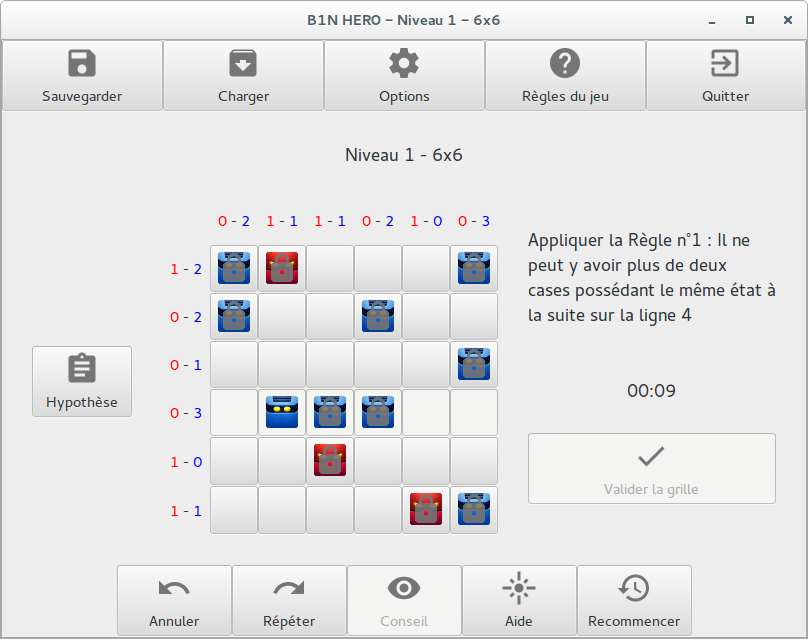 B1N HERO – Niveau 1 – 6x6
Sauvegarder
Charger
Options
Règles du jeu
Quitter
Niveau 1 - 6x6
0 - 2 1 - 1 1 - 1 0 - 2 1 - 0 0 - 3
1 - 2
0 - 2
0 - 1
0 - 3
1 - 0
1 - 1
Hypothèse
Appliquer la Règle n°1 : Il ne
peut y avoir plus de deux
cases possédant le même état à
la suite sur la ligne 4
00:09
Valider la grille
Annuler
Répéter
Conseil
Aide
Recommencer